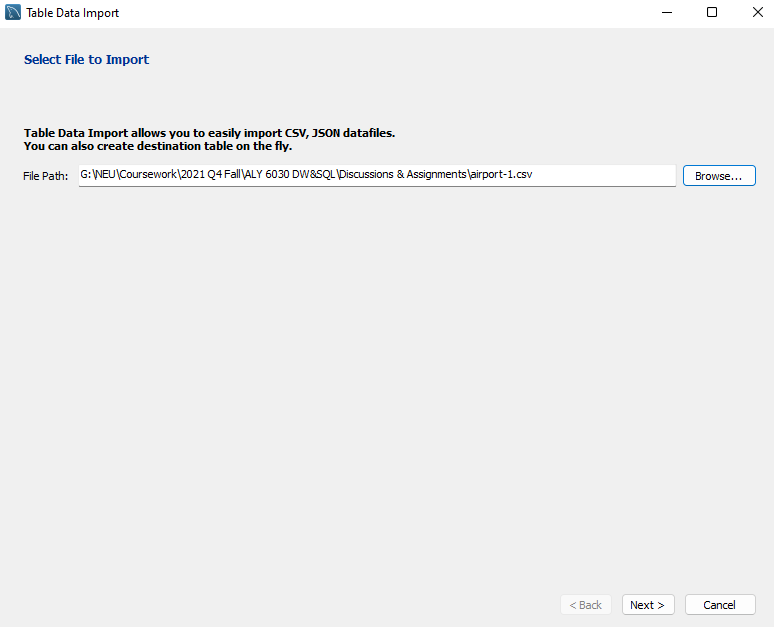 Table Data Import
Select File to Import
Table Data Import allows you to easily import CSV, JSON datafiles.
You can also create destination table on the fly.
File Path: G:\NEU\Coursework\2021 Q4 Fall\ALY 6030 DW&SQL\Discussions & Assignments\airport-1.csv Browse...
< Back Next > Cancel